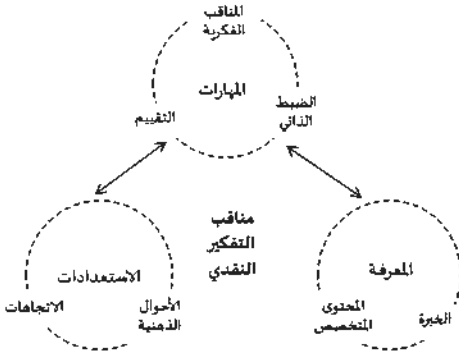 المناقب
الفكرية
المهارات
الضبط
الذاتي
التقييم
مناقب
التفكير
النقدي
المعرفة
المحتوى
المتخصص
الخبرة
الاستعدادات
الأحوال
الذهنية
الاتجاهات